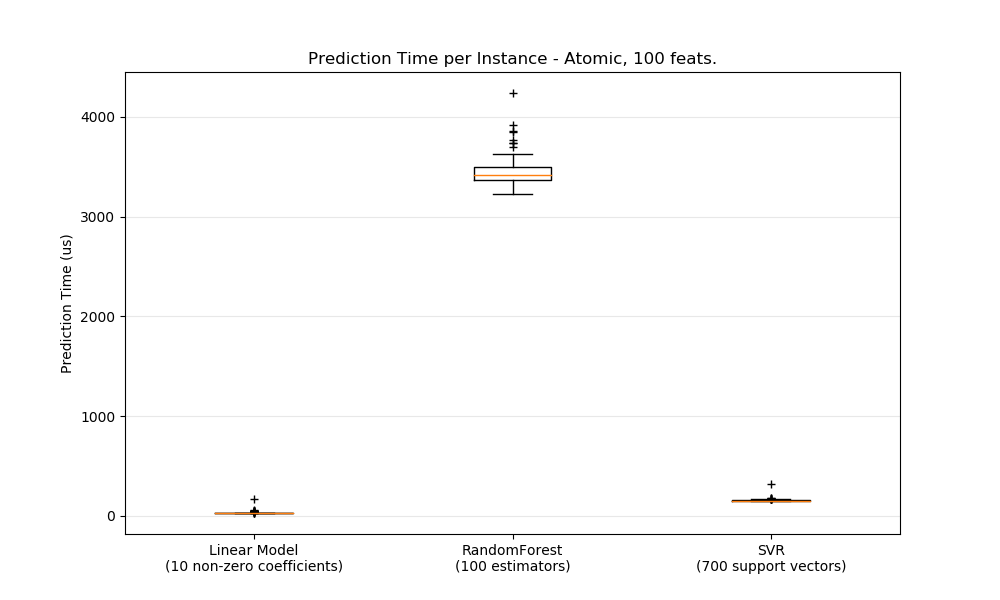 Prediction Time per Instance - Atomic, 100 feats.
Prediction Time (us)
4000
3000
2000
1000
0
Linear Model
(10 non-zero coefficients)
RandomForest
(100 estimators)
SVR
(700 support vectors)